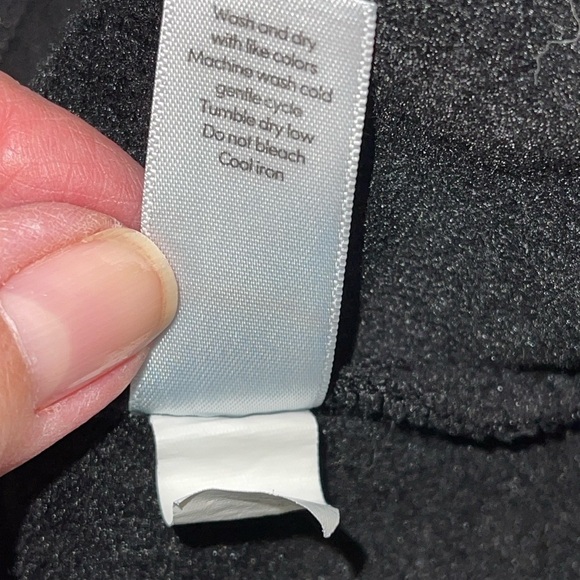 Wash and dry
with like colors
Machine wash cold
gentle cycle
Tumble dry low
Do not bleach
Cool iron